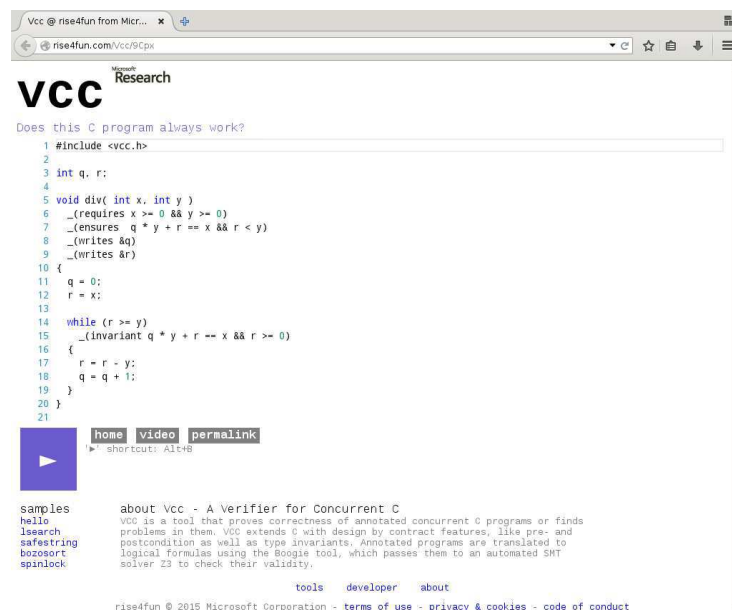 Vcc @ rise4fun from Micr...
rise4fun.com/Vcc/9Cpx
Microsoft
Research
vcc
Does this C program always work?
1 #include <vcc.h>
2
3 int q, r;
4
5 void div( int x, int y )
6 _(requires x >= 0 && y >= 0)
7 _(ensures q * y + r == x && r < y)
8 _(writes &q)
9 _(writes &r)
10 {
11 q = 0;
12 r = x;
13
14 while (r >= y)
15 _(invariant q * y + r == x && r >= 0)
16 {
17 r = r - y;
18 q = q + 1;
19 }
20 }
21
home video permalink
'►' shortcut: Alt+B
samples
hello
lsearch
safestring
bozosort
spinlock
about Vcc - A Verifier for Concurrent C
VCC is a tool that proves correctness of annotated concurrent C programs or finds
problems in them. VCC extends C with design by contract features, like pre- and
postcondition as well as type invariants. Annotated programs are translated to
logical formulas using the Boogie tool, which passes them to an automated SMT
solver Z3 to check their validity.
tools developer about
rise4fun © 2015 Microsoft Corporation - terms of use - privacy & cookies - code of conduct